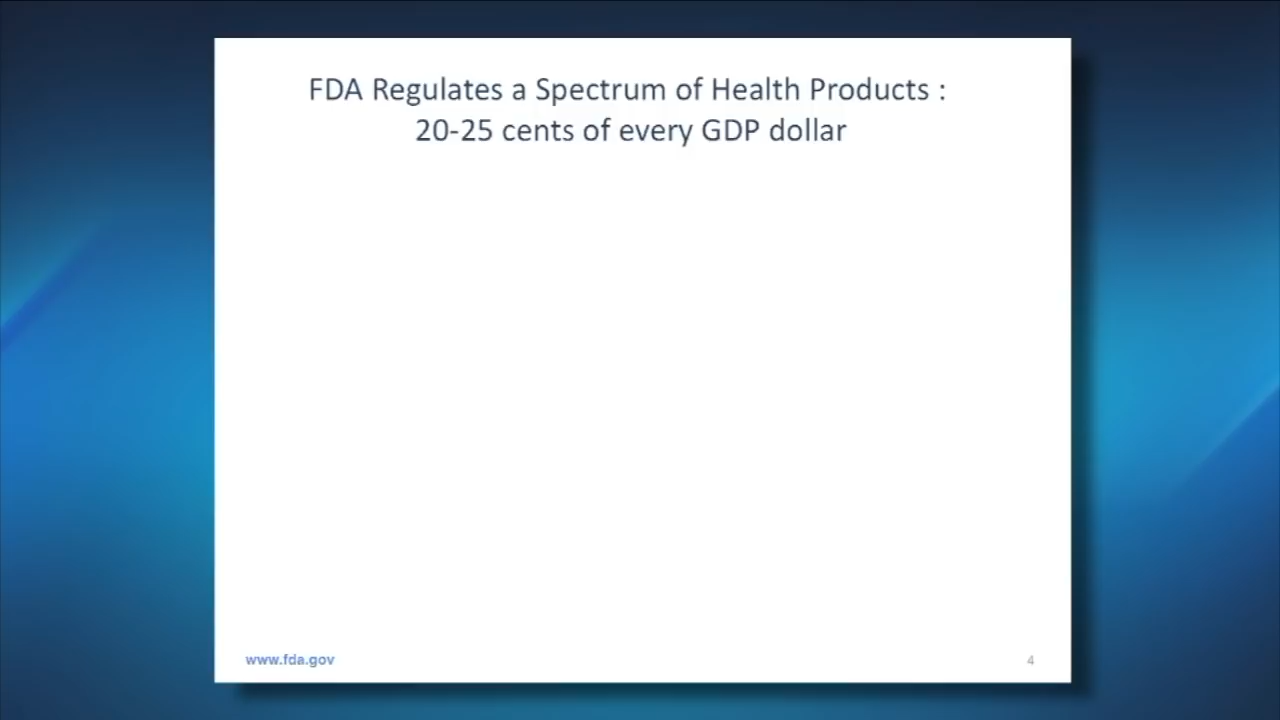 FDA Regulates a Spectrum of Health Products :
20-25 cents of every GDP dollar
www.fda.gov
4